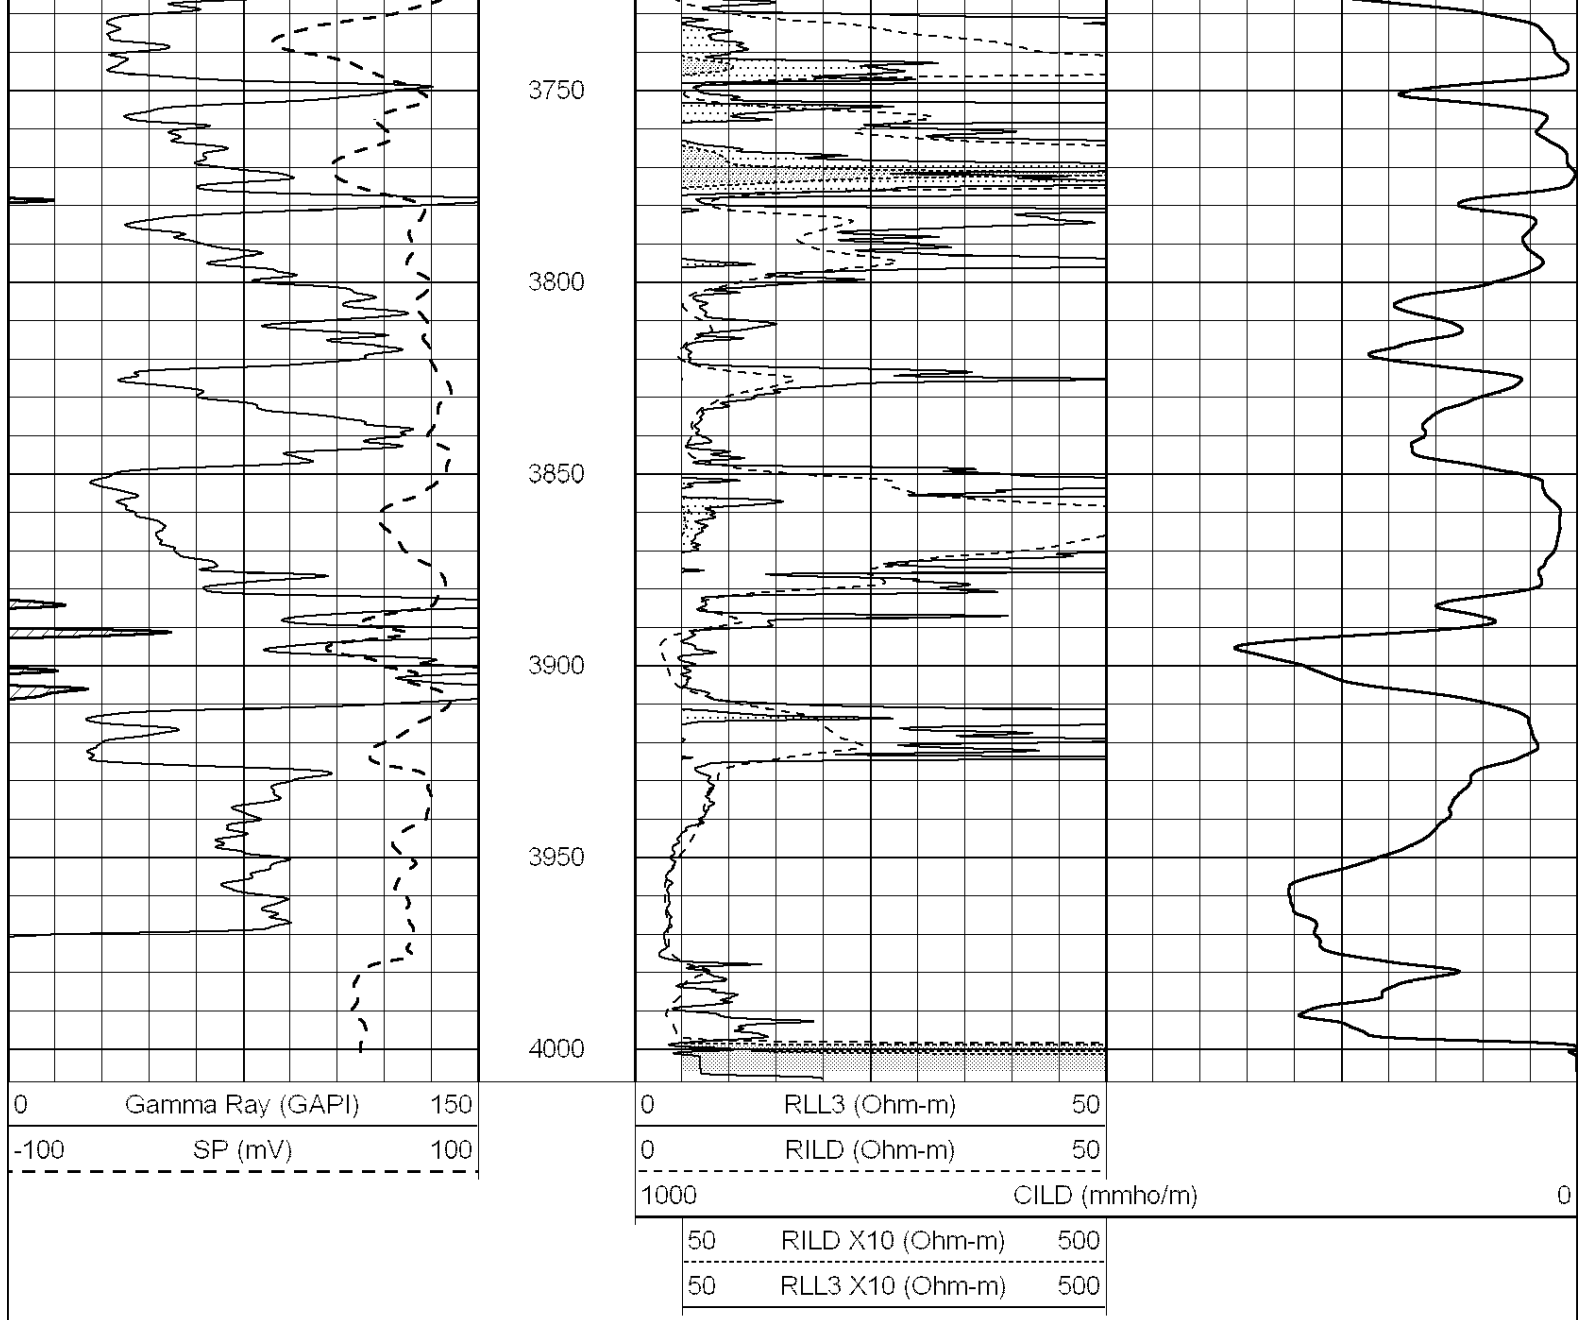 3750
3800
3850
3900
3950
4000
0 Gamma Ray (GAPI) 150
-100 SP (mV) 100
0 RLL3 (Ohm-m) 50
0 RILD (Ohm-m) 50
1000 CILD (mmho/m) 0
50 RILD X10 (Ohm-m) 500
50 RLL3 X10 (Ohm-m) 500